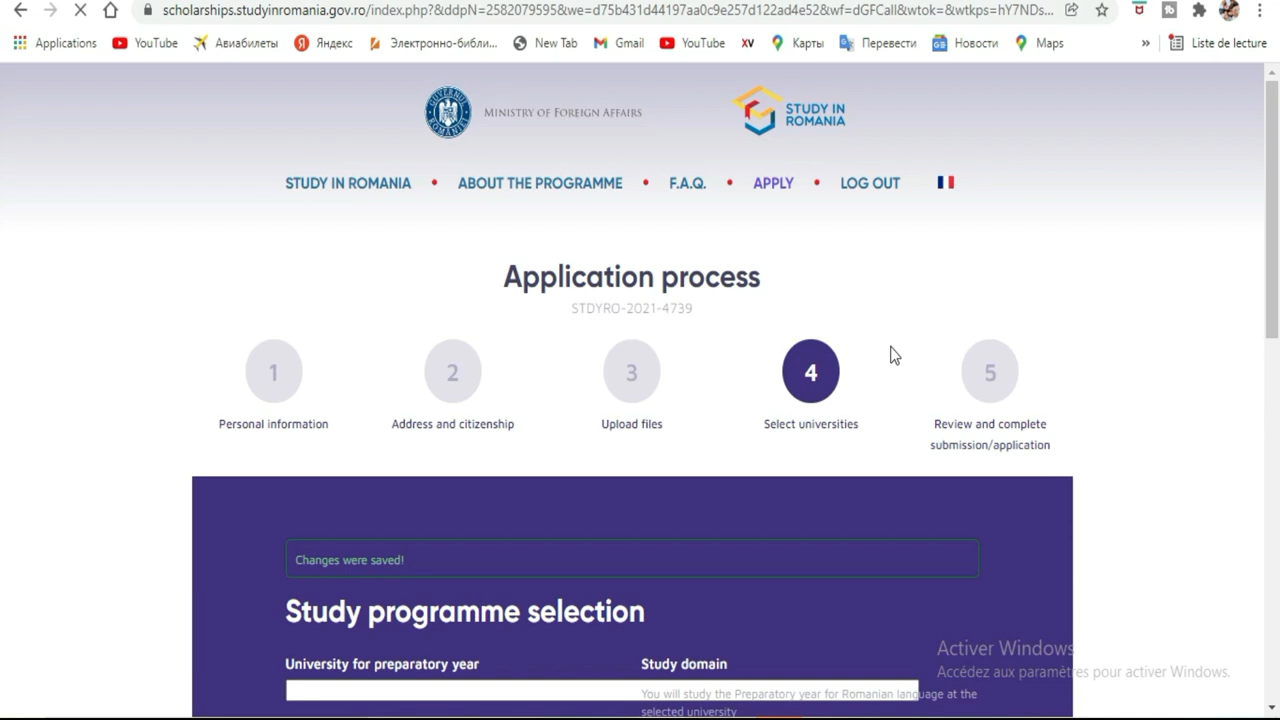 scholarships.studyinromania.gov.ro/index.php?&ddpN=2582079595&we=d75b431d44197aa0c9e257d122ad4e52&wf=dGFCall&wtok=&wtkps=hY7NDs...
Applications YouTube Авиабилеты Яндекс Электронно-библи... New Tab Gmail YouTube XV Карты Перевести Новости Maps » Liste de lecture
GUVERNUL ROMÂNIEI
MINISTRY OF FOREIGN AFFAIRS
STUDY IN
ROMANIA
STUDY IN ROMANIA • ABOUT THE PROGRAMME • F.A.Q. • APPLY • LOG OUT
Application process
STDYRO-2021-4739
1 2 3 4 5
Personal information Address and citizenship Upload files Select universities Review and complete
submission/application
Changes were saved!
Study programme selection
University for preparatory year Study domain
You will study the Preparatory year for Romanian language at the
selected university
Activer Windows
Accédez aux paramètres pour activer Windows.